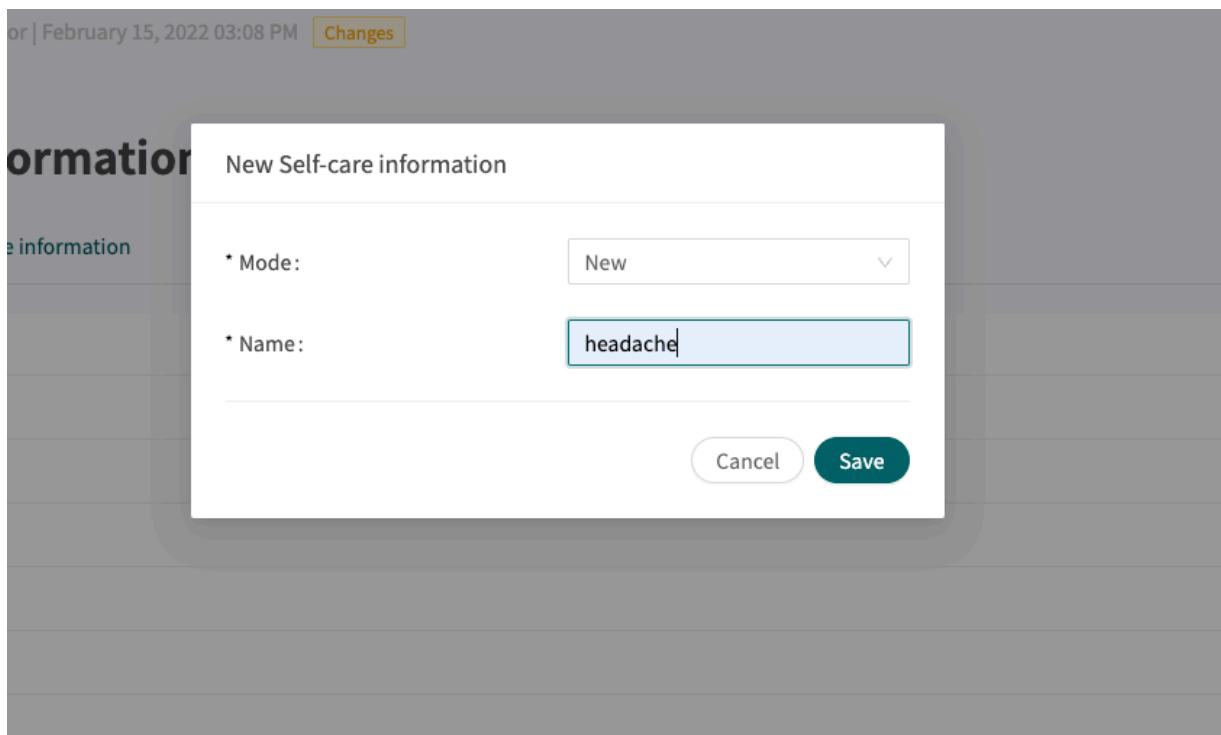 or | February 15, 2022 03:08 PM Changes
ormation
New Self-care information
e information
* Mode: New
* Name: headache
Cancel Save